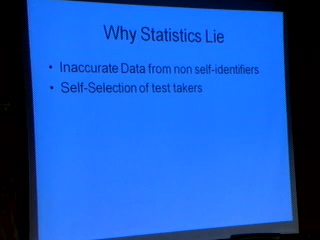 Why Statistics Lie
• Inaccurate Data from non self-identifiers
• Self-Selection of test takers